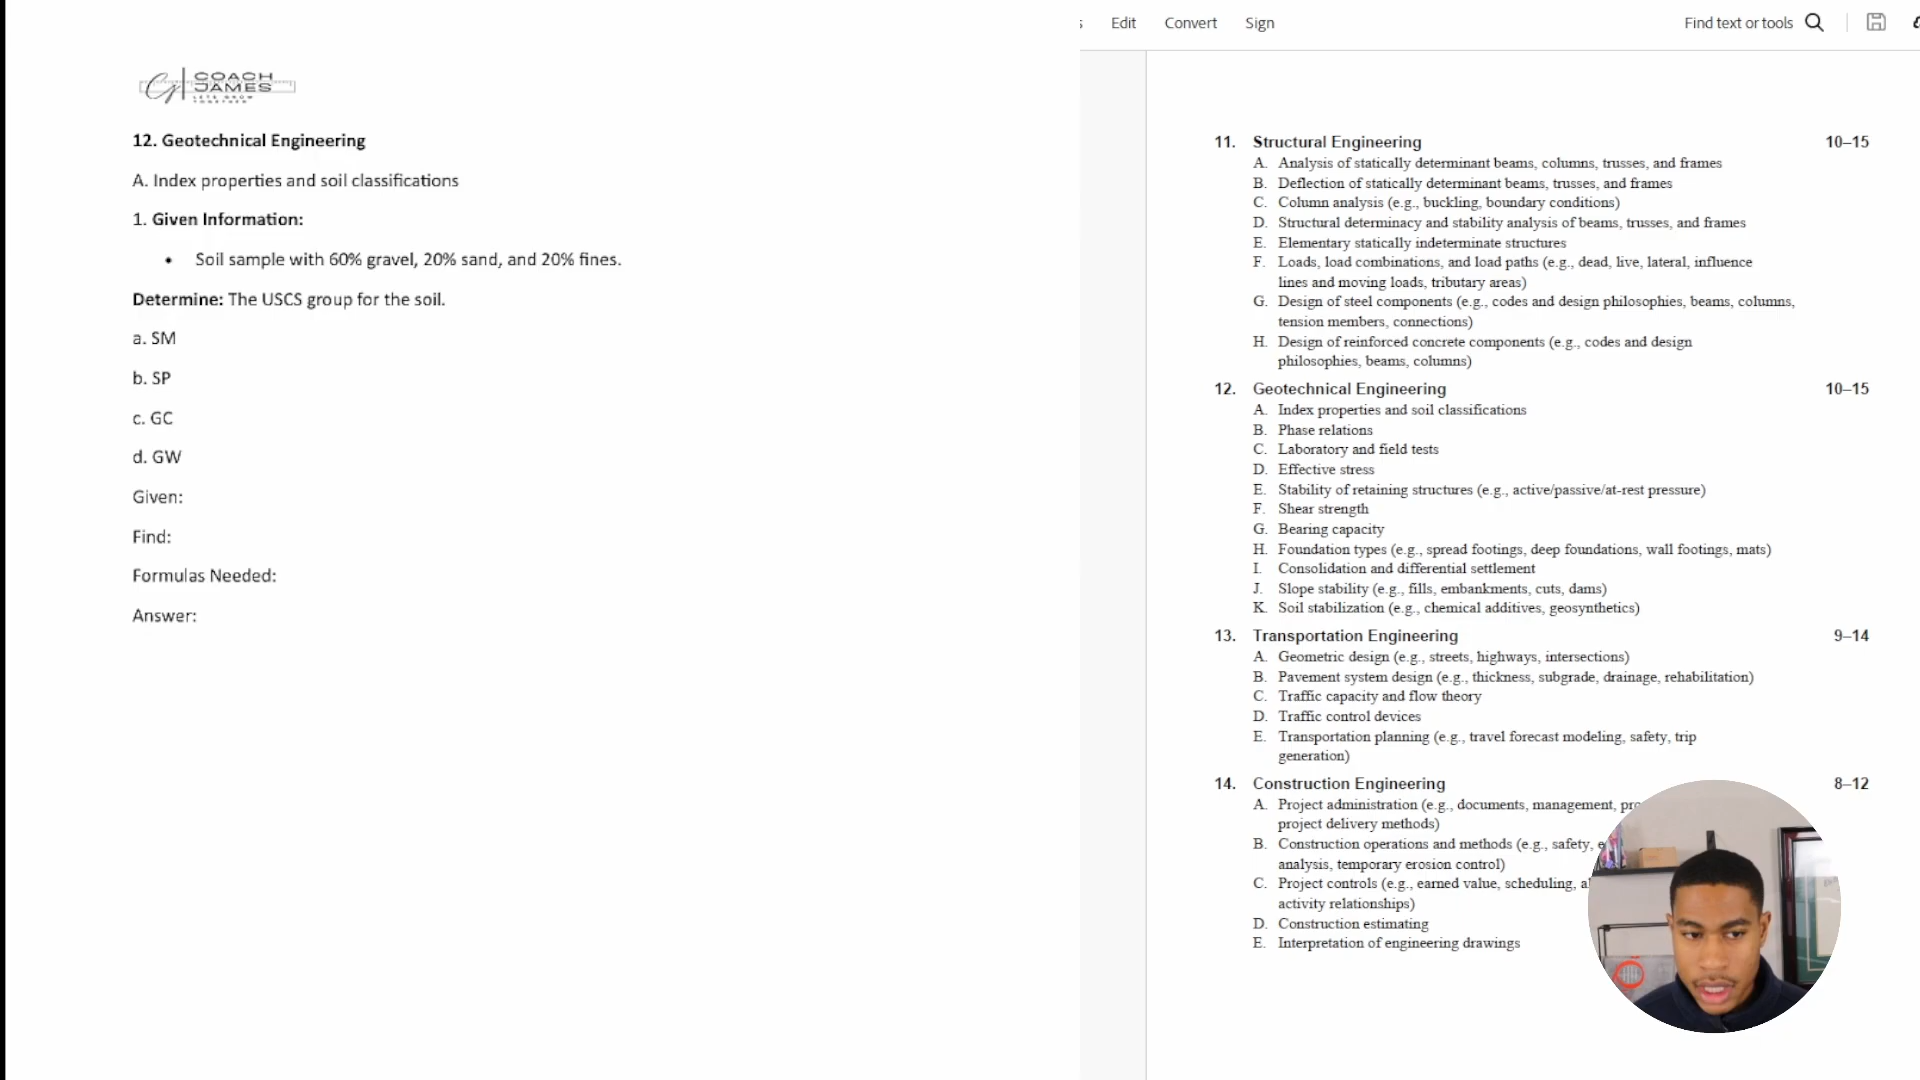 COACH
JAMES
LET'S GROW
TOGETHER
12. Geotechnical Engineering
A. Index properties and soil classifications
1. Given Information:
• Soil sample with 60% gravel, 20% sand, and 20% fines.
Determine: The USCS group for the soil.
a. SM
b. SP
c. GC
d. GW
Given:
Find:
Formulas Needed:
Answer:
Edit Convert Sign Find text or tools
11. Structural Engineering 10–15
A. Analysis of statically determinant beams, columns, trusses, and frames
B. Deflection of statically determinant beams, trusses, and frames
C. Column analysis (e.g., buckling, boundary conditions)
D. Structural determinacy and stability analysis of beams, trusses, and frames
E. Elementary statically indeterminate structures
F. Loads, load combinations, and load paths (e.g., dead, live, lateral, influence
lines and moving loads, tributary areas)
G. Design of steel components (e.g., codes and design philosophies, beams, columns,
tension members, connections)
H. Design of reinforced concrete components (e.g., codes and design
philosophies, beams, columns)
12. Geotechnical Engineering 10–15
A. Index properties and soil classifications
B. Phase relations
C. Laboratory and field tests
D. Effective stress
E. Stability of retaining structures (e.g., active/passive/at-rest pressure)
F. Shear strength
G. Bearing capacity
H. Foundation types (e.g., spread footings, deep foundations, wall footings, mats)
I. Consolidation and differential settlement
J. Slope stability (e.g., fills, embankments, cuts, dams)
K. Soil stabilization (e.g., chemical additives, geosynthetics)
13. Transportation Engineering 9–14
A. Geometric design (e.g., streets, highways, intersections)
B. Pavement system design (e.g., thickness, subgrade, drainage, rehabilitation)
C. Traffic capacity and flow theory
D. Traffic control devices
E. Transportation planning (e.g., travel forecast modeling, safety, trip
generation)
14. Construction Engineering 8–12
A. Project administration (e.g., documents, management,
project delivery methods)
B. Construction operations and methods (e.g., safety,
analysis, temporary erosion control)
C. Project controls (e.g., earned value, scheduling,
activity relationships)
D. Construction estimating
E. Interpretation of engineering drawings